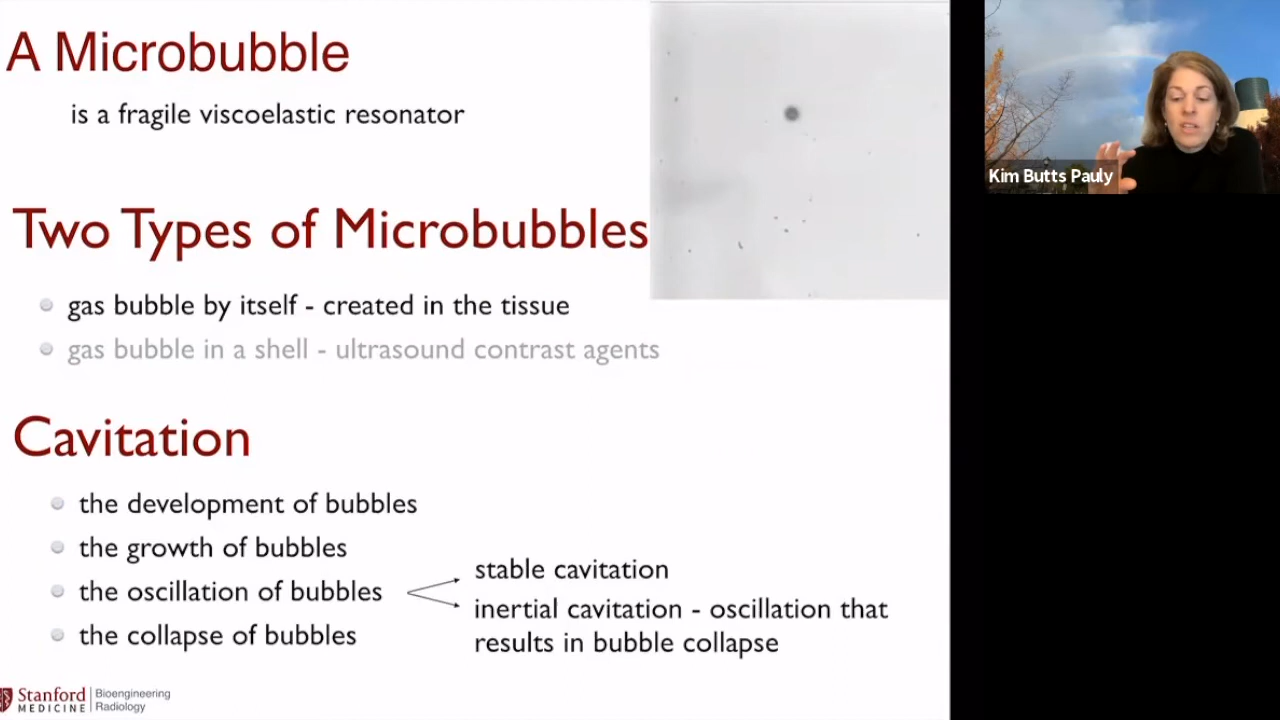 A Microbubble
is a fragile viscoelastic resonator
Two Types of Microbubbles
gas bubble by itself - created in the tissue
gas bubble in a shell - ultrasound contrast agents
Cavitation
the development of bubbles
the growth of bubbles
the oscillation of bubbles
the collapse of bubbles
stable cavitation
inertial cavitation - oscillation that
results in bubble collapse
Stanford
MEDICINE
Bioengineering
Radiology
Kim Butts Pauly